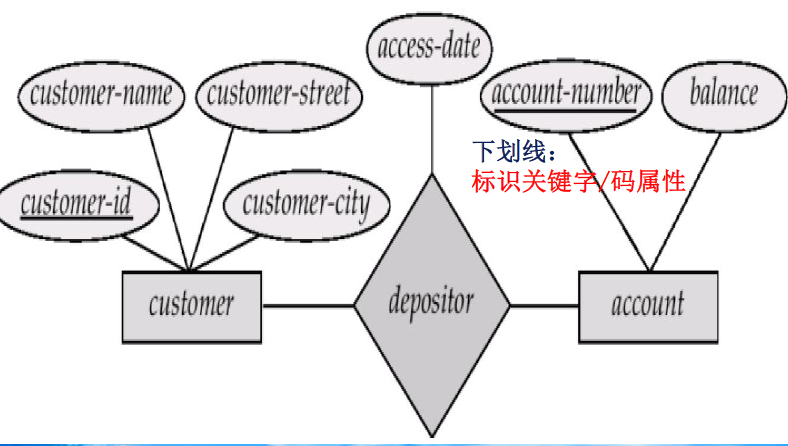 access-date
customer-name
customer-street
account-number
balance
下划线：
标识关键字/码属性
customer-id
customer-city
customer
depositor
account